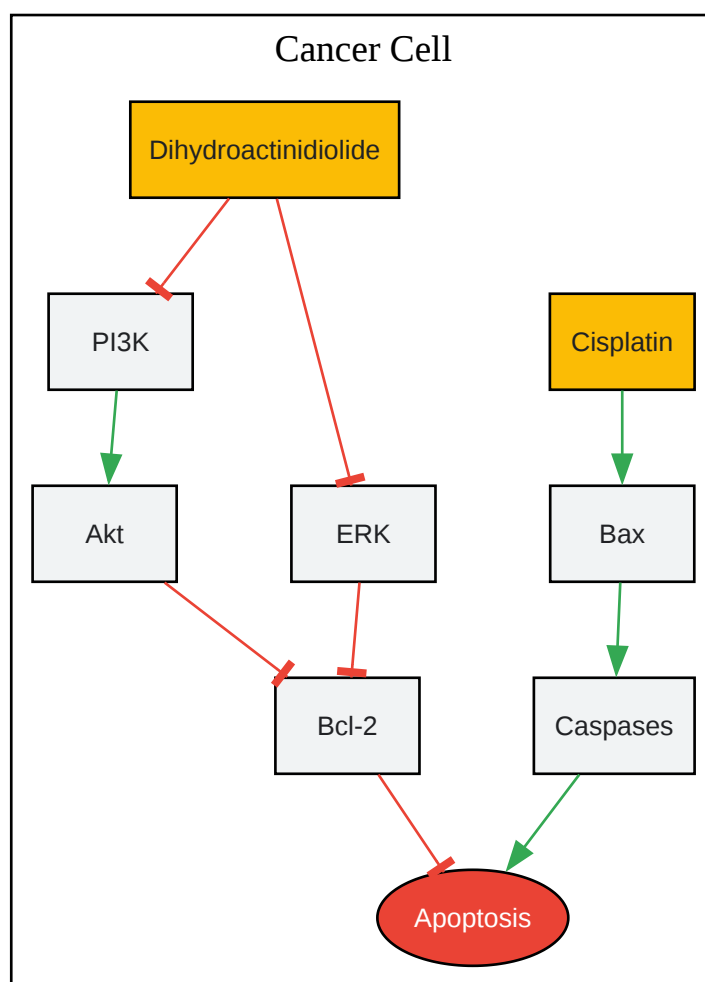 Cancer Cell
Dihydroactinidiolide
PI3K
Cisplatin
Akt
ERK
Bax
Bcl-2
Caspases
Apoptosis